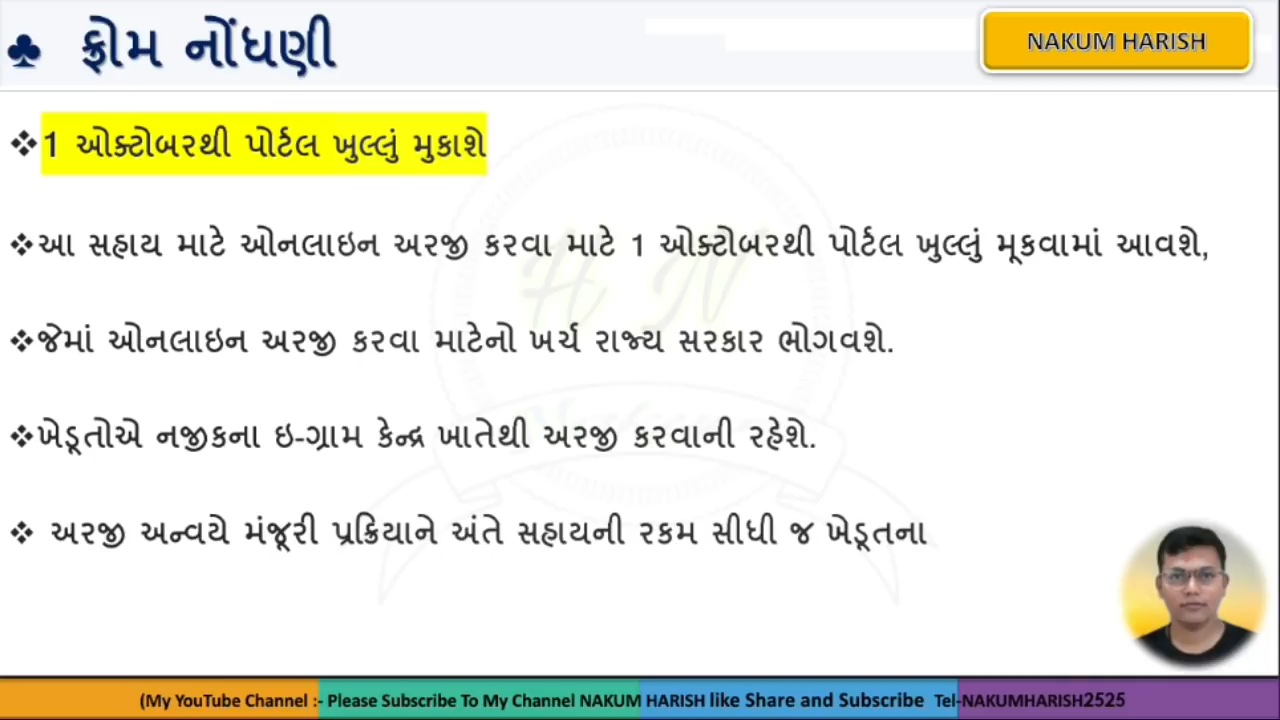 ♣ ફ્રોમ નોંધણી
NAKUM HARISH
❖1 ઓક્ટોબરથી પોર્ટલ ખુલ્લું મુકાશે
❖આ સહાય માટે ઓનલાઇન અરજી કરવા માટે 1 ઓક્ટોબરથી પોર્ટલ ખુલ્લું મૂકવામાં આવશે,
❖જેમાં ઓનલાઇન અરજી કરવા માટેનો ખર્ચ રાજ્ય સરકાર ભોગવશે.
❖ખેડૂતોએ નજીકના ઇ-ગ્રામ કેન્દ્ર ખાતેથી અરજી કરવાની રહેશે.
❖ અરજી અન્વયે મંજૂરી પ્રક્રિયાને અંતે સહાયની રકમ સીધી જ ખેડૂતના
(My YouTube Channel :- Please Subscribe To My Channel NAKUM HARISH like Share and Subscribe Tel-NAKUMHARISH2525